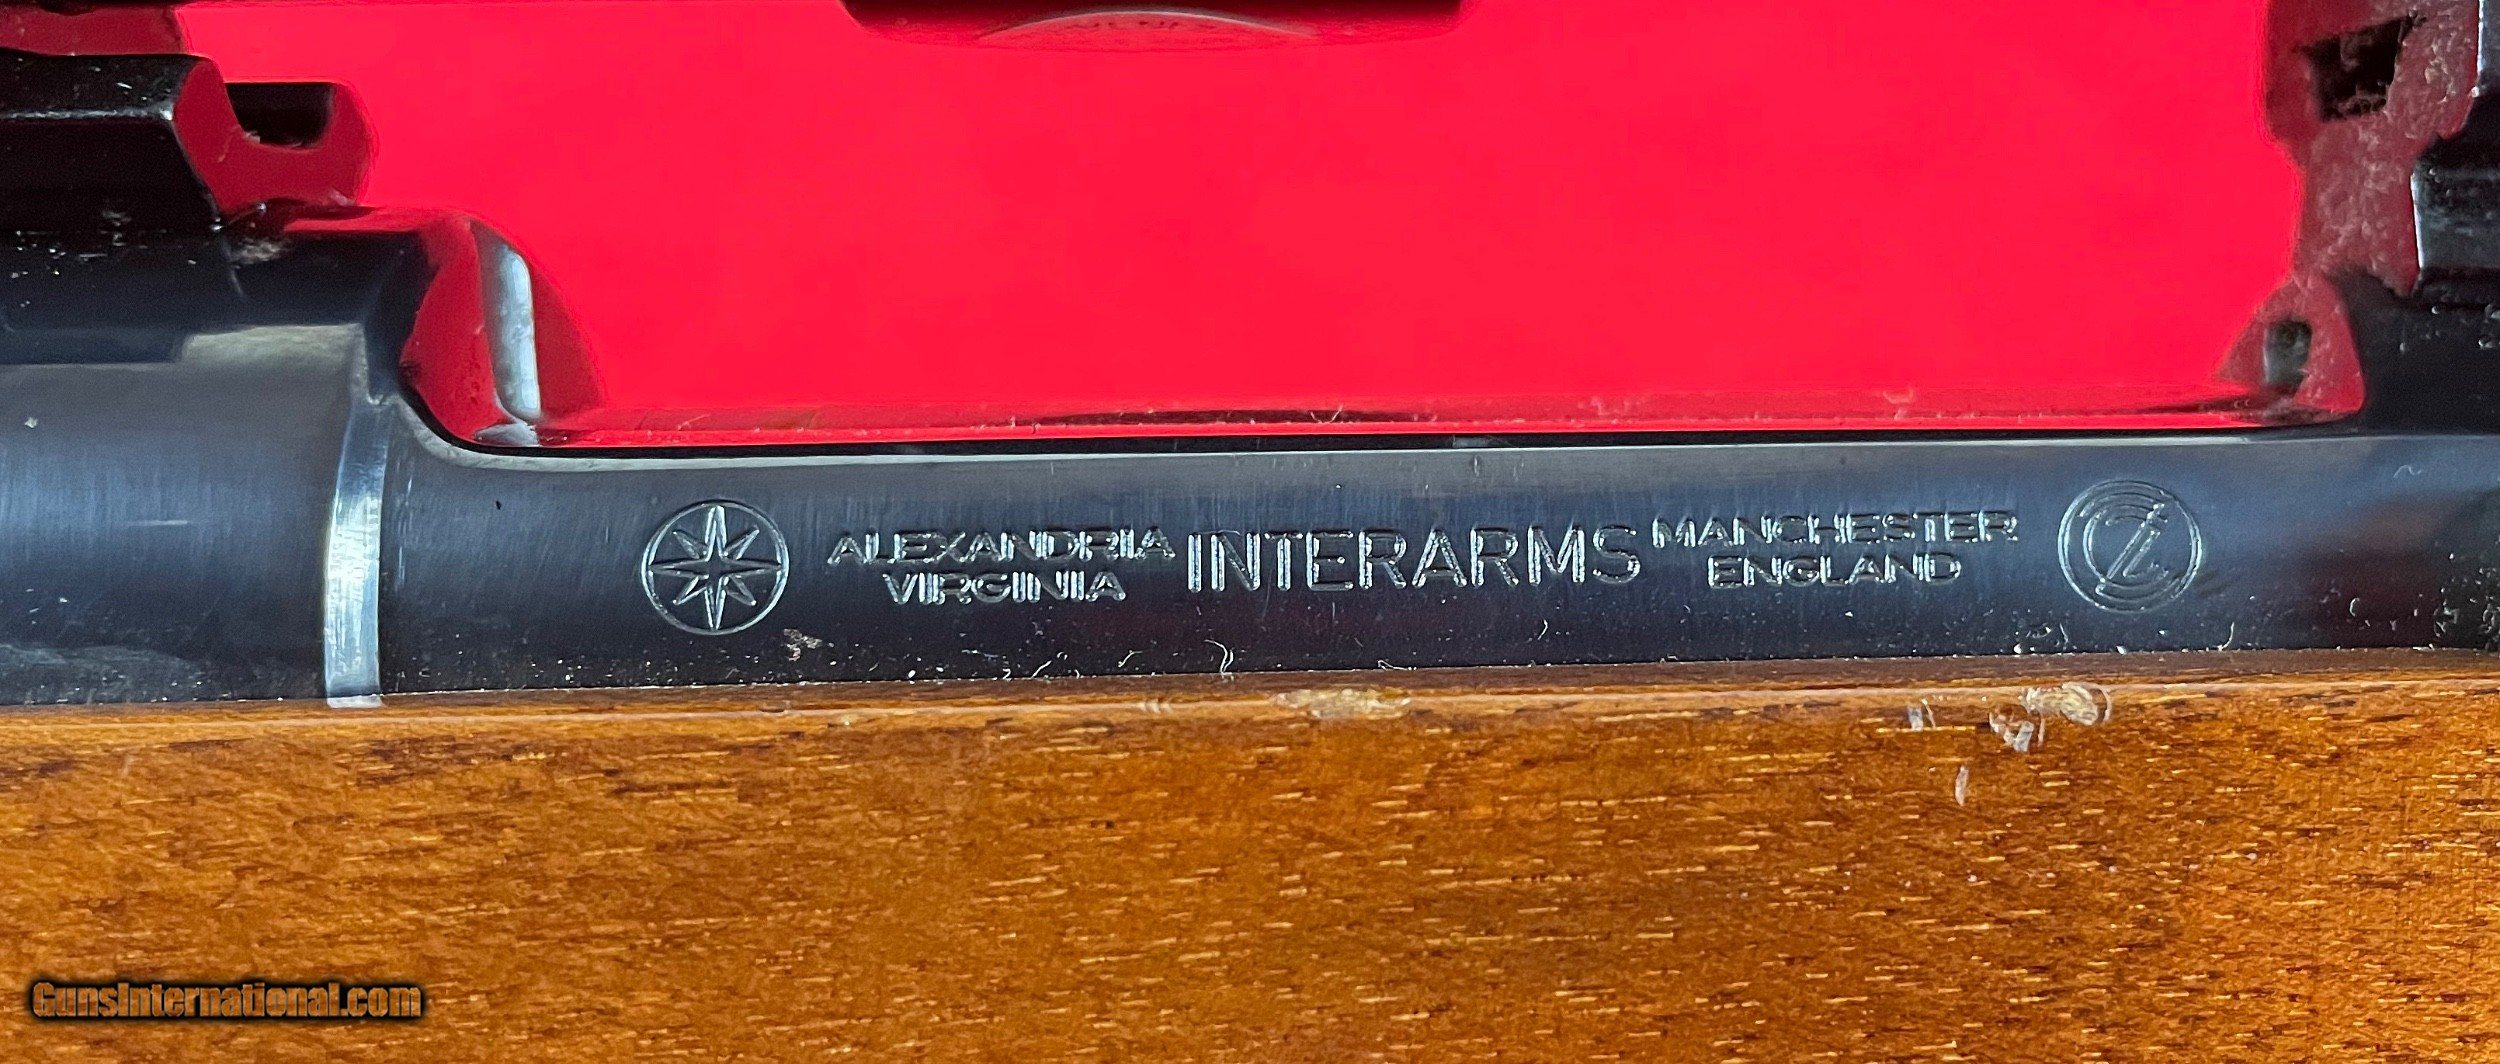 ALEXANDRIA
VIRGINIA
INTERARMS
MANCHESTER
ENGLAND
GunsInternational.com